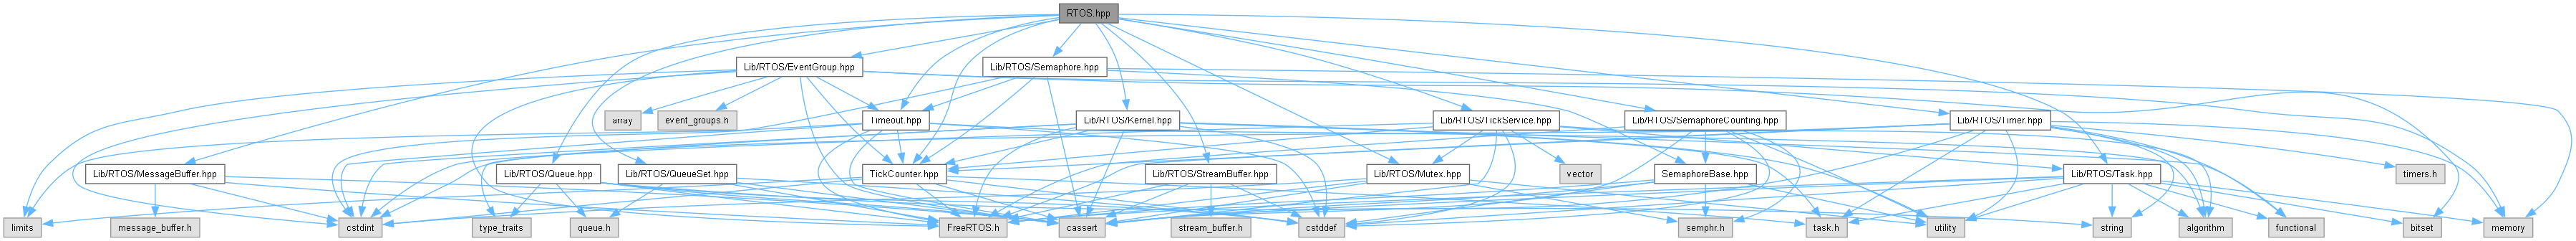 RTOS.hpp
Lib/RTOS/EventGroup.hpp
Lib/RTOS/Semaphore.hpp
array
event_groups.h
Timeout.hpp
Lib/RTOS/Kernel.hpp
Lib/RTOS/TickService.hpp
Lib/RTOS/SemaphoreCounting.hpp
Lib/RTOS/Timer.hpp
Lib/RTOS/MessageBuffer.hpp
Lib/RTOS/Queue.hpp
Lib/RTOS/QueueSet.hpp
TickCounter.hpp
Lib/RTOS/StreamBuffer.hpp
Lib/RTOS/Mutex.hpp
vector
SemaphoreBase.hpp
Lib/RTOS/Task.hpp
timers.h
limits
message_buffer.h
cstdint
type_traits
queue.h
FreeRTOS.h
cassert
stream_buffer.h
cstddef
semphr.h
task.h
utility
string
algorithm
functional
bitset
memory